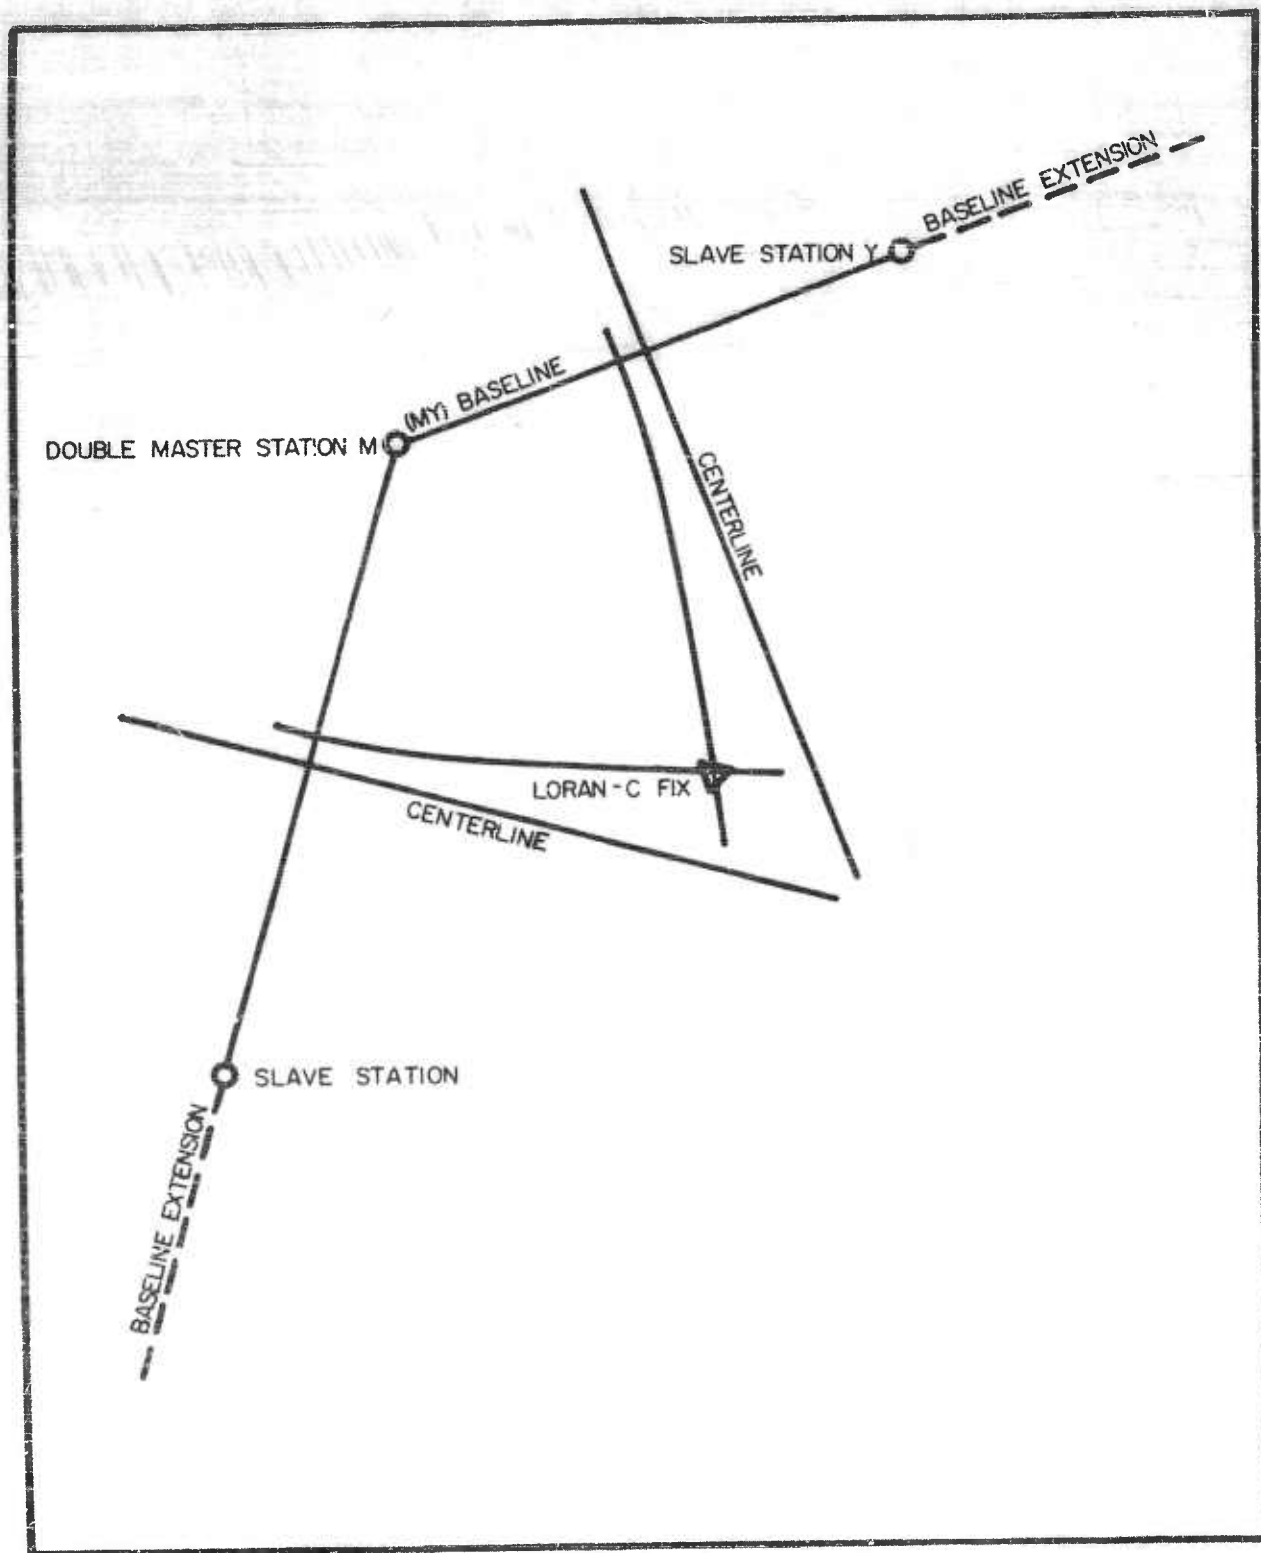 BASELINE EXTENSION
SLAVE STATION Y
(MY) BASELINE
DOUBLE MASTER STATION M
CENTERLINE
LORAN-C FIX
CENTERLINE
SLAVE STATION
BASELINE EXTENSION